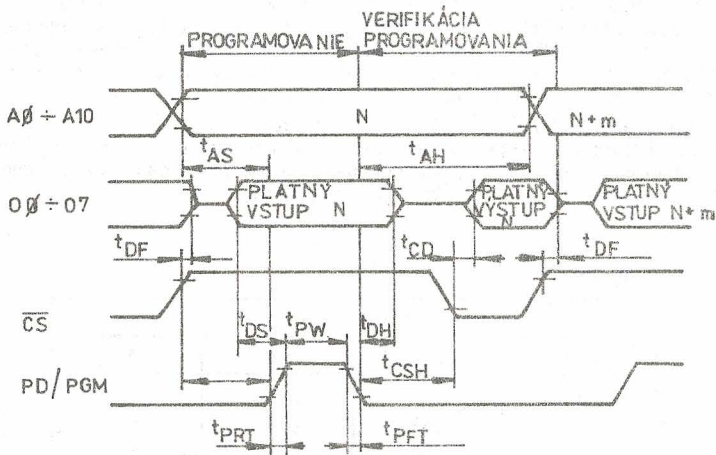 VERIFIKÁCIA
PROGRAMOVANIE PROGRAMOVANIA
AØ ÷ A10 N N+m
tAS tAH
OØ÷O7 PLATNÝ VSTUP N PLATNÝ VÝSTUP N PLATNÝ VSTUP N+m
tDF tCD tDF
CS
tDS tPW tDH
tCSH
PD/PGM
tPRT tPFT